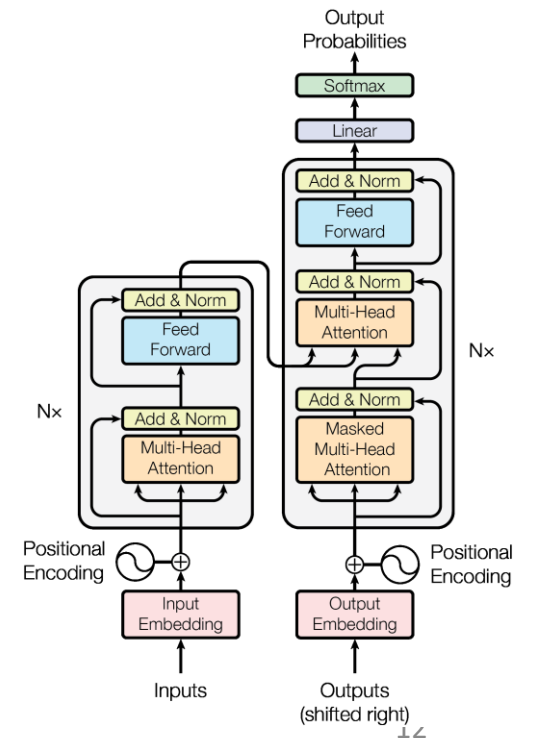 Output
Probabilities
Softmax
Linear
Add & Norm
Feed
Forward
Add & Norm
Multi-Head
Attention
Nx
Add & Norm
Masked
Multi-Head
Attention
Positional
Encoding
Output
Embedding
Outputs
(shifted right)
Add & Norm
Feed
Forward
Nx
Add & Norm
Multi-Head
Attention
Positional
Encoding
Input
Embedding
Inputs
12